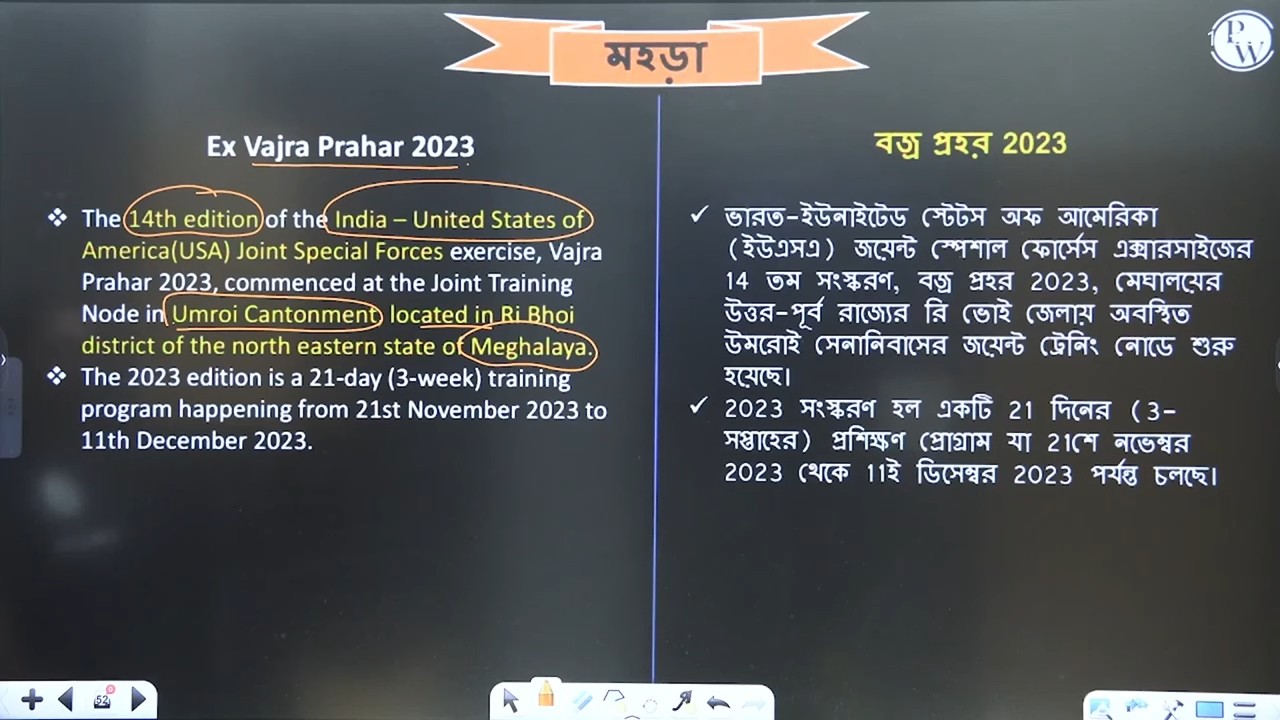 মহড়া
PW
Ex Vajra Prahar 2023
❖ The 14th edition of the India – United States of
America(USA) Joint Special Forces exercise, Vajra
Prahar 2023, commenced at the Joint Training
Node in Umroi Cantonment located in Ri Bhoi
district of the north eastern state of Meghalaya.
❖ The 2023 edition is a 21-day (3-week) training
program happening from 21st November 2023 to
11th December 2023.
বজ্র প্রহর 2023
✓ ভারত-ইউনাইটেড স্টেটস অফ আমেরিকা
(ইউএসএ) জয়েন্ট স্পেশাল ফোর্সেস এক্সারসাইজের
14 তম সংস্করণ, বজ্র প্রহর 2023, মেঘালয়ের
উত্তর-পূর্ব রাজ্যের রি ভোই জেলায় অবস্থিত
উমরোই সেনানিবাসের জয়েন্ট ট্রেনিং নোডে শুরু
হয়েছে।
✓ 2023 সংস্করণ হল একটি 21 দিনের (3-
সপ্তাহের) প্রশিক্ষণ প্রোগ্রাম যা 21শে নভেম্বর
2023 থেকে 11ই ডিসেম্বর 2023 পর্যন্ত চলছে।
52